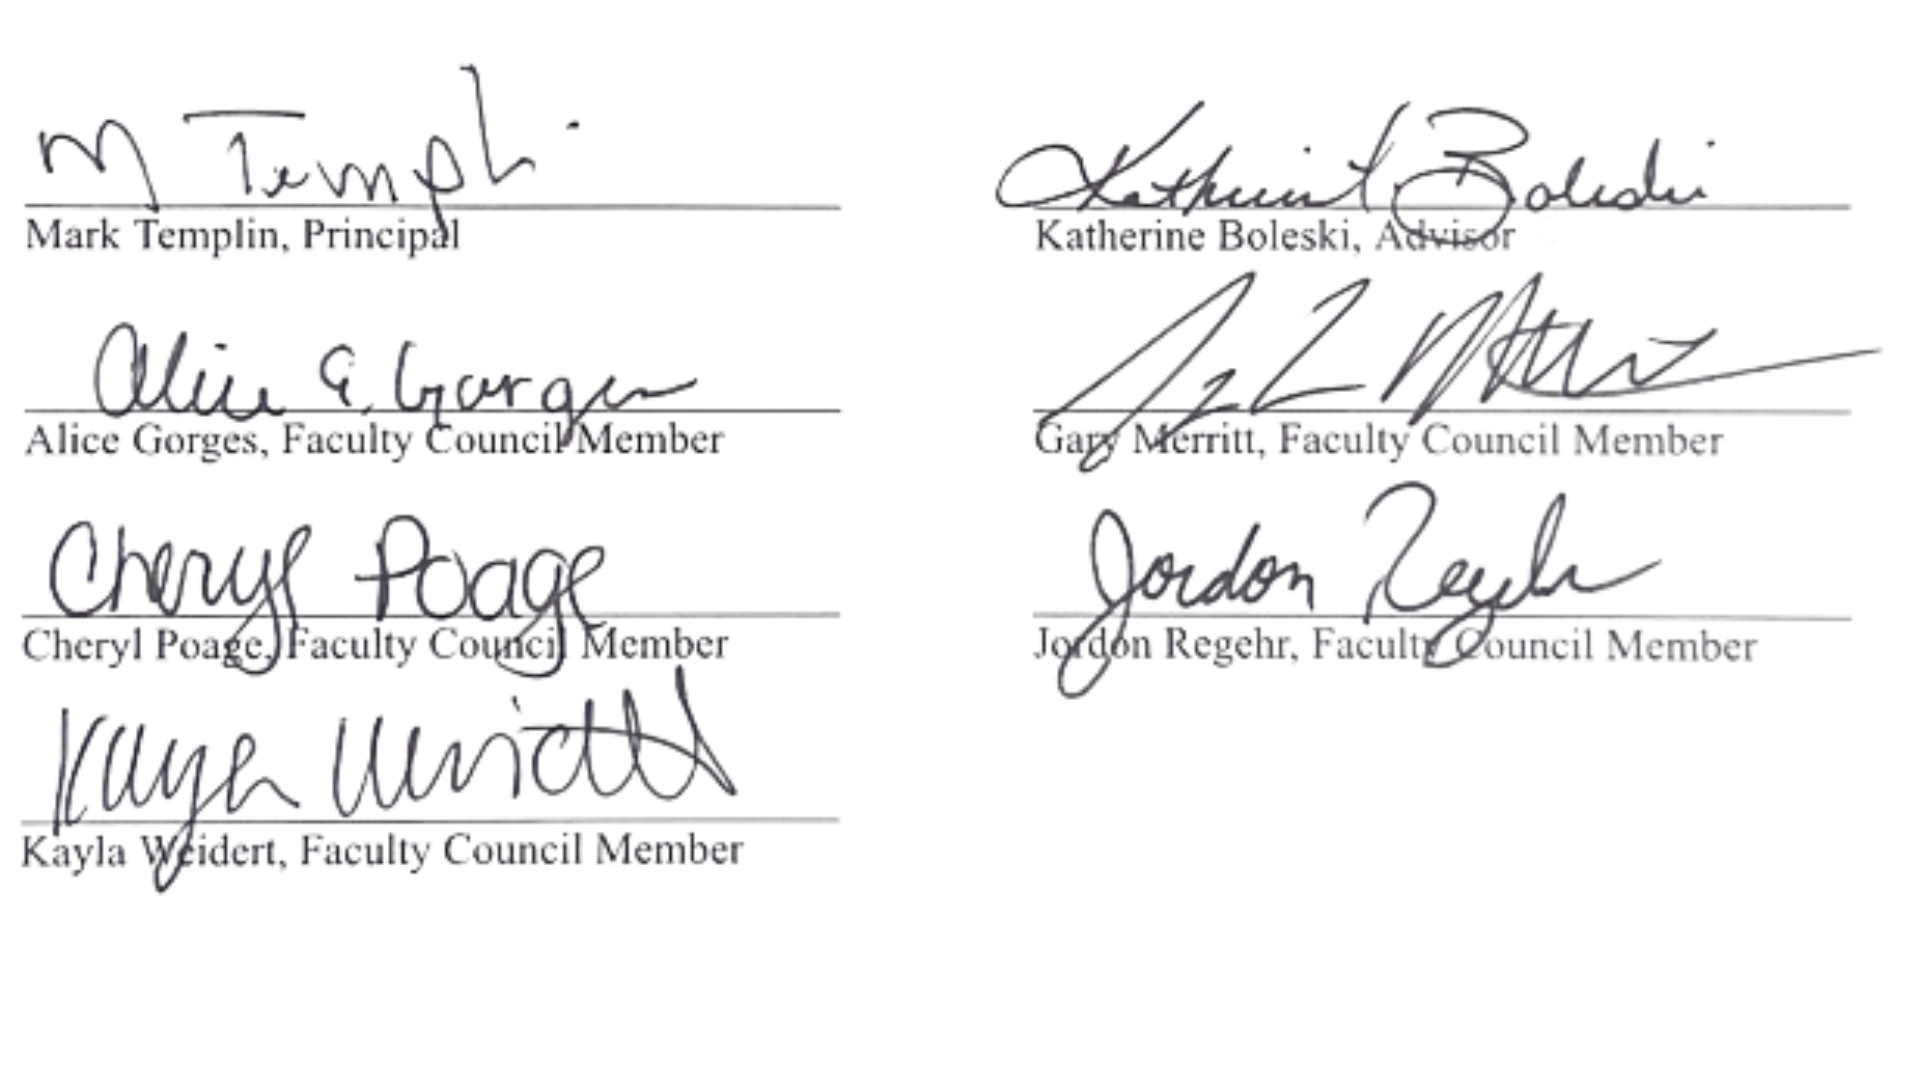 M Templin
Mark Templin, Principal
Katherine Boleski
Katherine Boleski, Advisor
Alice E. Gorges
Alice Gorges, Faculty Council Member
Gary Merritt, Faculty Council Member
Cheryl Poage
Cheryl Poage, Faculty Council Member
Jordon Regehr
Jordon Regehr, Faculty Council Member
Kayla Weidert
Kayla Weidert, Faculty Council Member